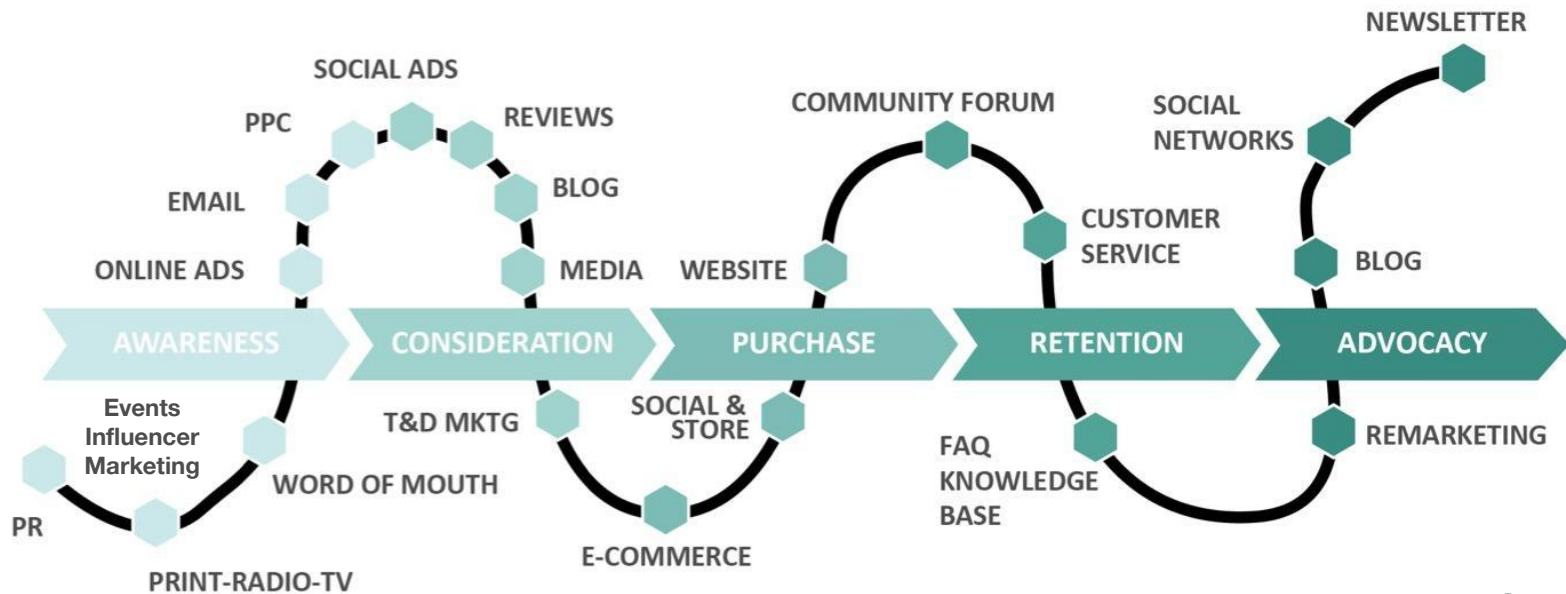 NEWSLETTER
SOCIAL ADS
COMMUNITY FORUM
SOCIAL
NETWORKS
PPC
REVIEWS
EMAIL
BLOG
CUSTOMER
SERVICE
ONLINE ADS
MEDIA
WEBSITE
BLOG
AWARENESS
CONSIDERATION
PURCHASE
RETENTION
ADVOCACY
Events
Influencer
Marketing
T&D MKTG
SOCIAL &
STORE
FAQ
KNOWLEDGE
BASE
REMARKETING
WORD OF MOUTH
PR
E-COMMERCE
PRINT-RADIO-TV